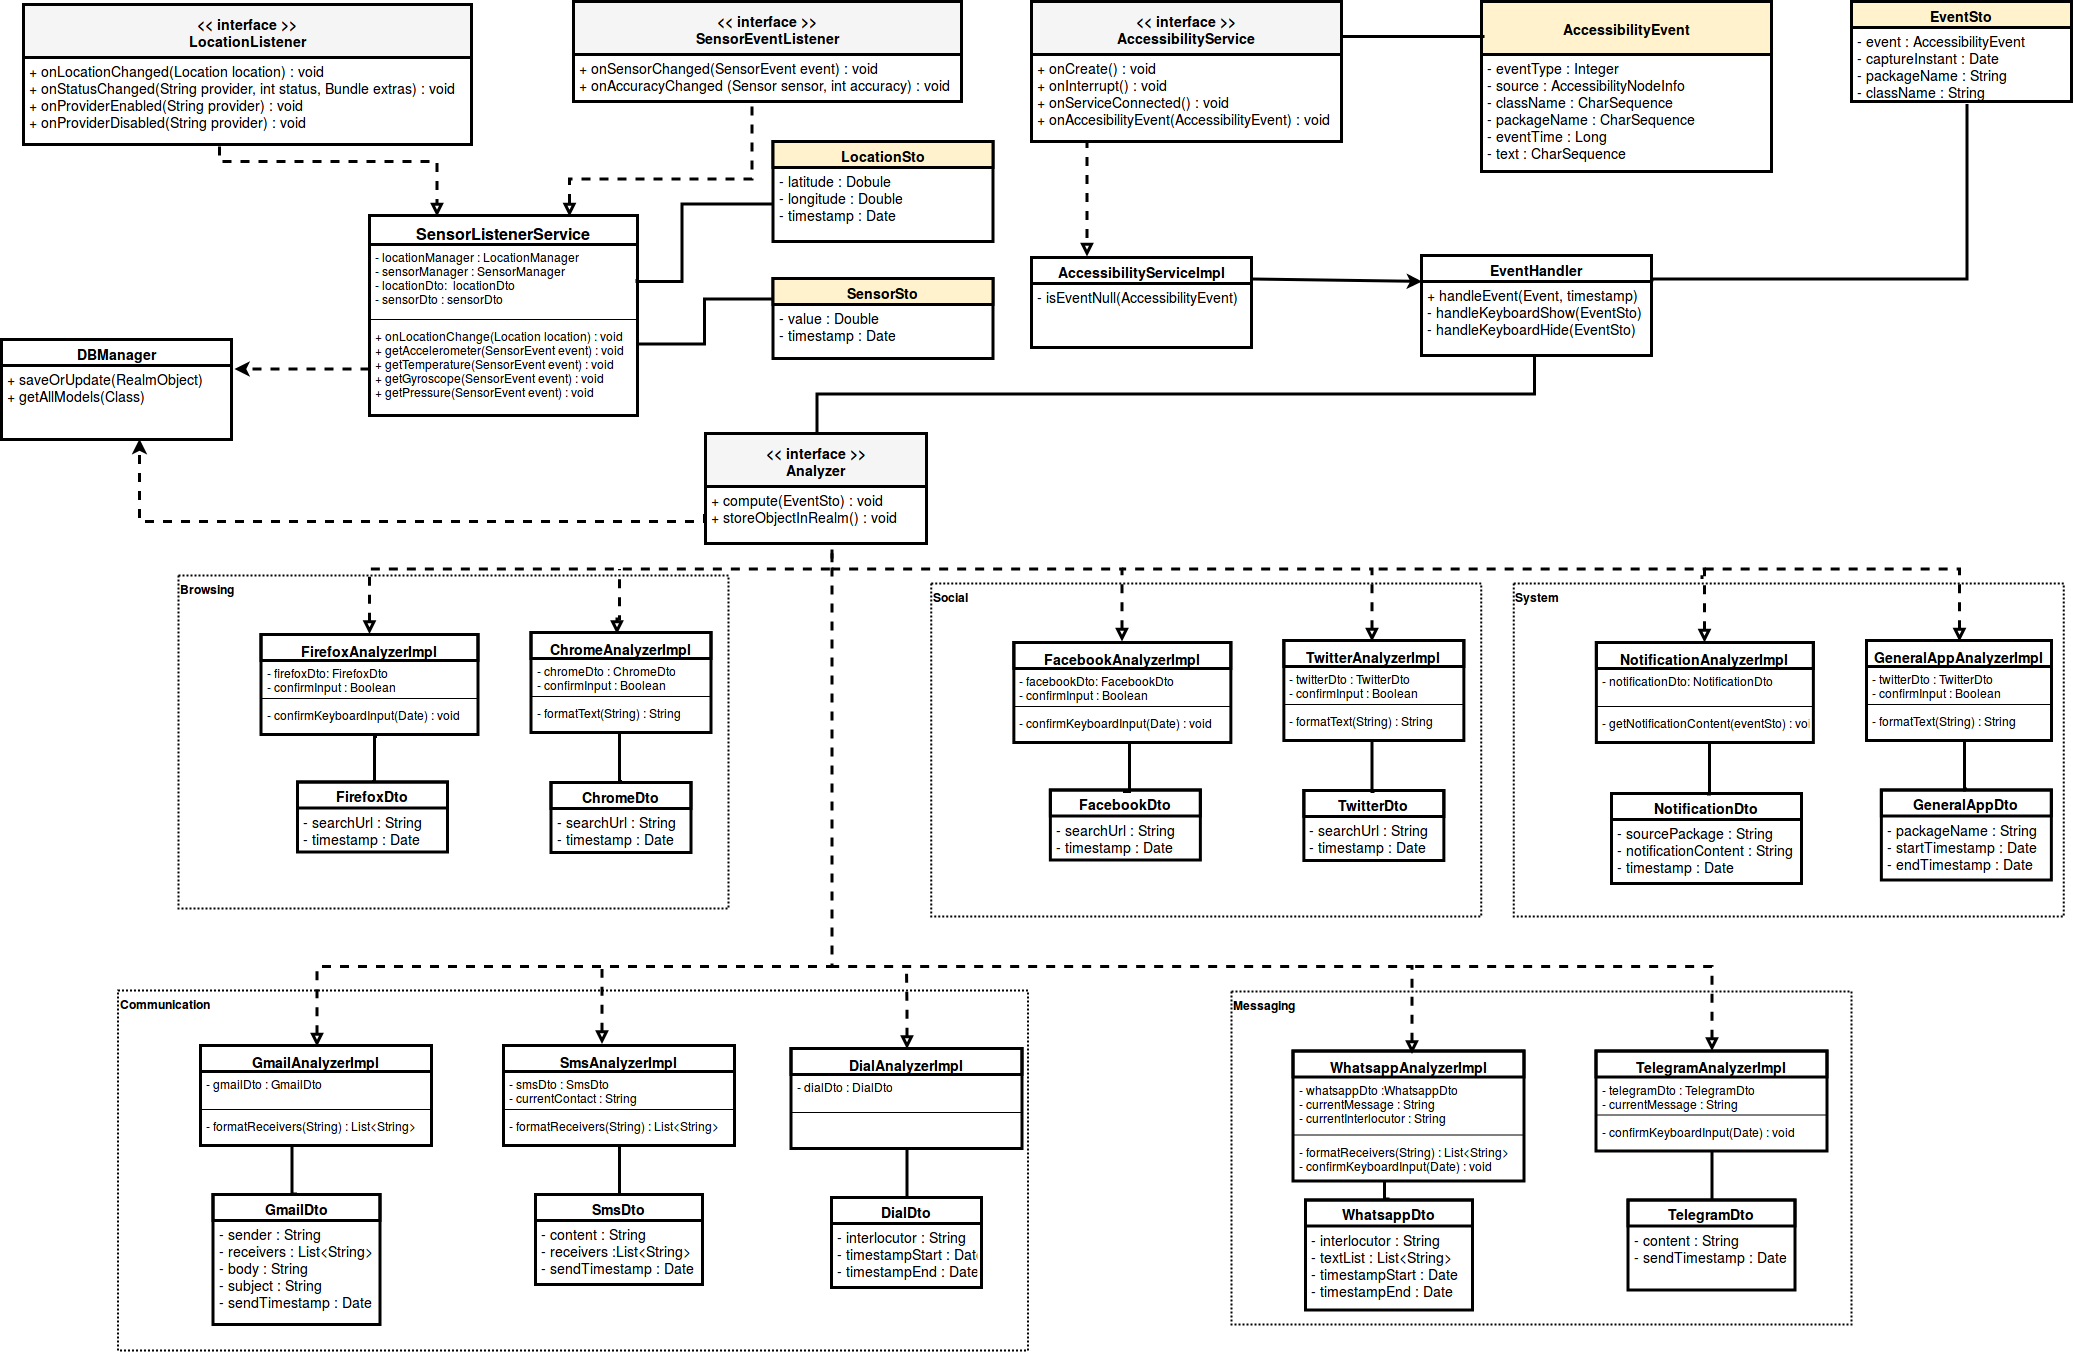 << interface >>
LocationListener
+ onLocationChanged(Location location) : void
+ onStatusChanged(String provider, int status, Bundle extras) : void
+ onProviderEnabled(String provider) : void
+ onProviderDisabled(String provider) : void
<< interface >>
SensorEventListener
+ onSensorChanged(SensorEvent event) : void
+ onAccuracyChanged (Sensor sensor, int accuracy) : void
<< interface >>
AccessibilityService
+ onCreate() : void
+ onInterrupt() : void
+ onServiceConnected() : void
+ onAccesibilityEvent(AccessibilityEvent) : void
AccessibilityEvent
- eventType : Integer
- source : AccessibilityNodeInfo
- className : CharSequence
- packageName : CharSequence
- eventTime : Long
- text : CharSequence
EventSto
- event : AccessibilityEvent
- captureInstant : Date
- packageName : String
- className : String
LocationSto
- latitude : Dobule
- longitude : Double
- timestamp : Date
SensorListenerService
- locationManager : LocationManager
- sensorManager : SensorManager
- locationDto: locationDto
- sensorDto : sensorDto
+ onLocationChange(Location location) : void
+ getAccelerometer(SensorEvent event) : void
+ getTemperature(SensorEvent event) : void
+ getGyroscope(SensorEvent event) : void
+ getPressure(SensorEvent event) : void
SensorSto
- value : Double
- timestamp : Date
AccessibilityServiceImpl
- isEventNull(AccessibilityEvent)
EventHandler
+ handleEvent(Event, timestamp)
- handleKeyboardShow(EventSto)
- handleKeyboardHide(EventSto)
DBManager
+ saveOrUpdate(RealmObject)
+ getAllModels(Class)
<< interface >>
Analyzer
+ compute(EventSto) : void
+ storeObjectInRealm() : void
Browsing
FirefoxAnalyzerImpl
- firefoxDto: FirefoxDto
- confirmInput : Boolean
- confirmKeyboardInput(Date) : void
ChromeAnalyzerImpl
- chromeDto : ChromeDto
- confirmInput : Boolean
- formatText(String) : String
FirefoxDto
- searchUrl : String
- timestamp : Date
ChromeDto
- searchUrl : String
- timestamp : Date
Social
FacebookAnalyzerImpl
- facebookDto: FacebookDto
- confirmInput : Boolean
- confirmKeyboardInput(Date) : void
TwitterAnalyzerImpl
- twitterDto : TwitterDto
- confirmInput : Boolean
- formatText(String) : String
FacebookDto
- searchUrl : String
- timestamp : Date
TwitterDto
- searchUrl : String
- timestamp : Date
System
NotificationAnalyzerImpl
- notificationDto: NotificationDto
- getNotificationContent(eventSto) : voi
GeneralAppAnalyzerImpl
- twitterDto : TwitterDto
- confirmInput : Boolean
- formatText(String) : String
NotificationDto
- sourcePackage : String
- notificationContent : String
- timestamp : Date
GeneralAppDto
- packageName : String
- startTimestamp : Date
- endTimestamp : Date
Communication
GmailAnalyzerImpl
- gmailDto : GmailDto
- formatReceivers(String) : List<String>
SmsAnalyzerImpl
- smsDto : SmsDto
- currentContact : String
- formatReceivers(String) : List<String>
DialAnalyzerImpl
- dialDto : DialDto
GmailDto
- sender : String
- receivers : List<String>
- body : String
- subject : String
- sendTimestamp : Date
SmsDto
- content : String
- receivers :List<String>
- sendTimestamp : Date
DialDto
- interlocutor : String
- timestampStart : Dat
- timestampEnd : Date
Messaging
WhatsappAnalyzerImpl
- whatsappDto :WhatsappDto
- currentMessage : String
- currentInterlocutor : String
- formatReceivers(String) : List<String>
- confirmKeyboardInput(Date) : void
TelegramAnalyzerImpl
- telegramDto : TelegramDto
- currentMessage : String
- confirmKeyboardInput(Date) : void
WhatsappDto
- interlocutor : String
- textList : List<String>
- timestampStart : Date
- timestampEnd : Date
TelegramDto
- content : String
- sendTimestamp : Date